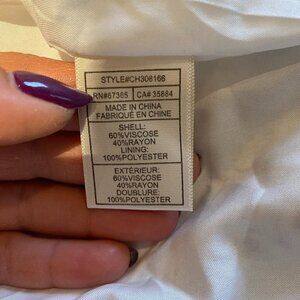 STYLE#CH306166
RN#67365 CA# 35884
MADE IN CHINA
FABRIQUÉ EN CHINE
SHELL:
60%VISCOSE
40%RAYON
LINING:
100%POLYESTER
EXTÉRIEUR:
60%VISCOSE
40%RAYON
DOUBLURE:
100%POLYESTER